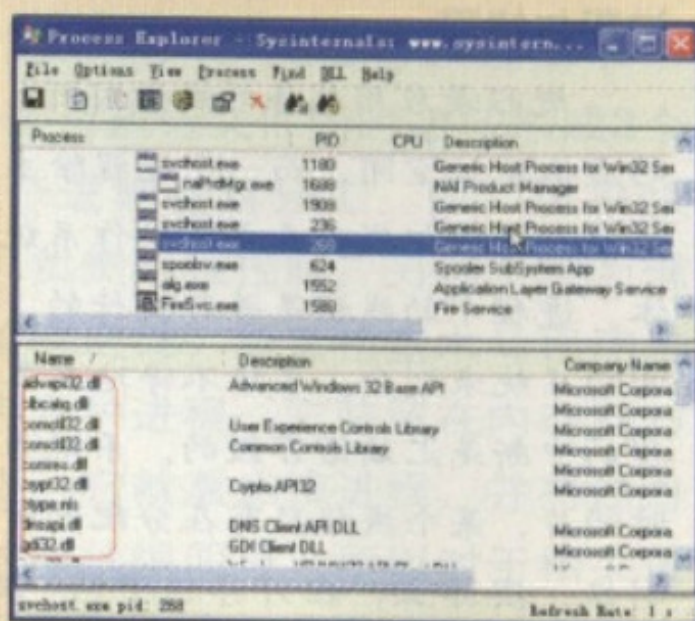 Process Explorer - Sysinternals: www.sysintern...
File Options View Process Find DLL Help
Process PID CPU Description
svchost.exe 1180 Generic Host Process for Win32 Ser
naPrdMgr.exe 1688 NAI Product Manager
svchost.exe 1908 Generic Host Process for Win32 Ser
svchost.exe 236 Generic Host Process for Win32 Ser
svchost.exe 268 Generic Host Process for Win32 Ser
spoolsv.exe 624 Spooler SubSystem App
alg.exe 1552 Application Layer Gateway Service
FireSvc.exe 1580 Fire Service
Name / Description Company Name
advapi32.dll Advanced Windows 32 Base API Microsoft Corpora
clbcatq.dll Microsoft Corpora
comctl32.dll User Experience Controls Library Microsoft Corpora
comctl32.dll Common Controls Library Microsoft Corpora
comres.dll Microsoft Corpora
crypt32.dll Crypto API32 Microsoft Corpora
ctype.nls
dnsapi.dll DNS Client API DLL Microsoft Corpora
gdi32.dll GDI Client DLL Microsoft Corpora
svchost.exe pid: 268 Refresh Rate: 1 s